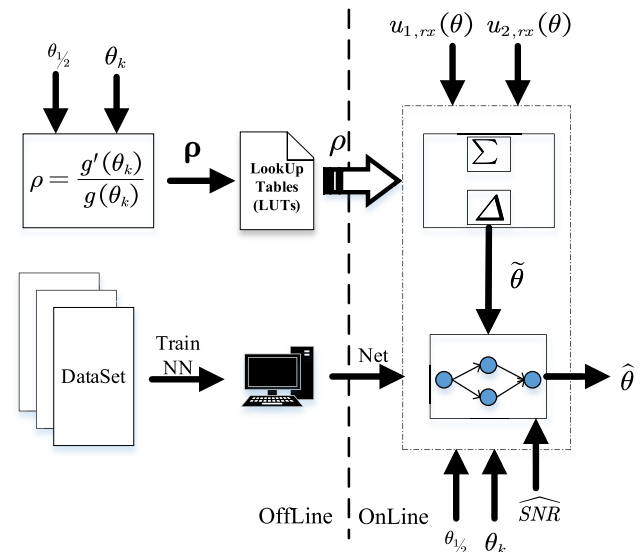 u₁,rx(θ) u₂,rx(θ)
θ½ θk
ρ = g′(θk) / g(θk)
ρ
LookUp
Tables
(LUTs)
ρ
Σ
Δ
θ̃
DataSet
Train
NN
Net
θ̂
OffLine OnLine
θ½ θk
\widehat{SNR}